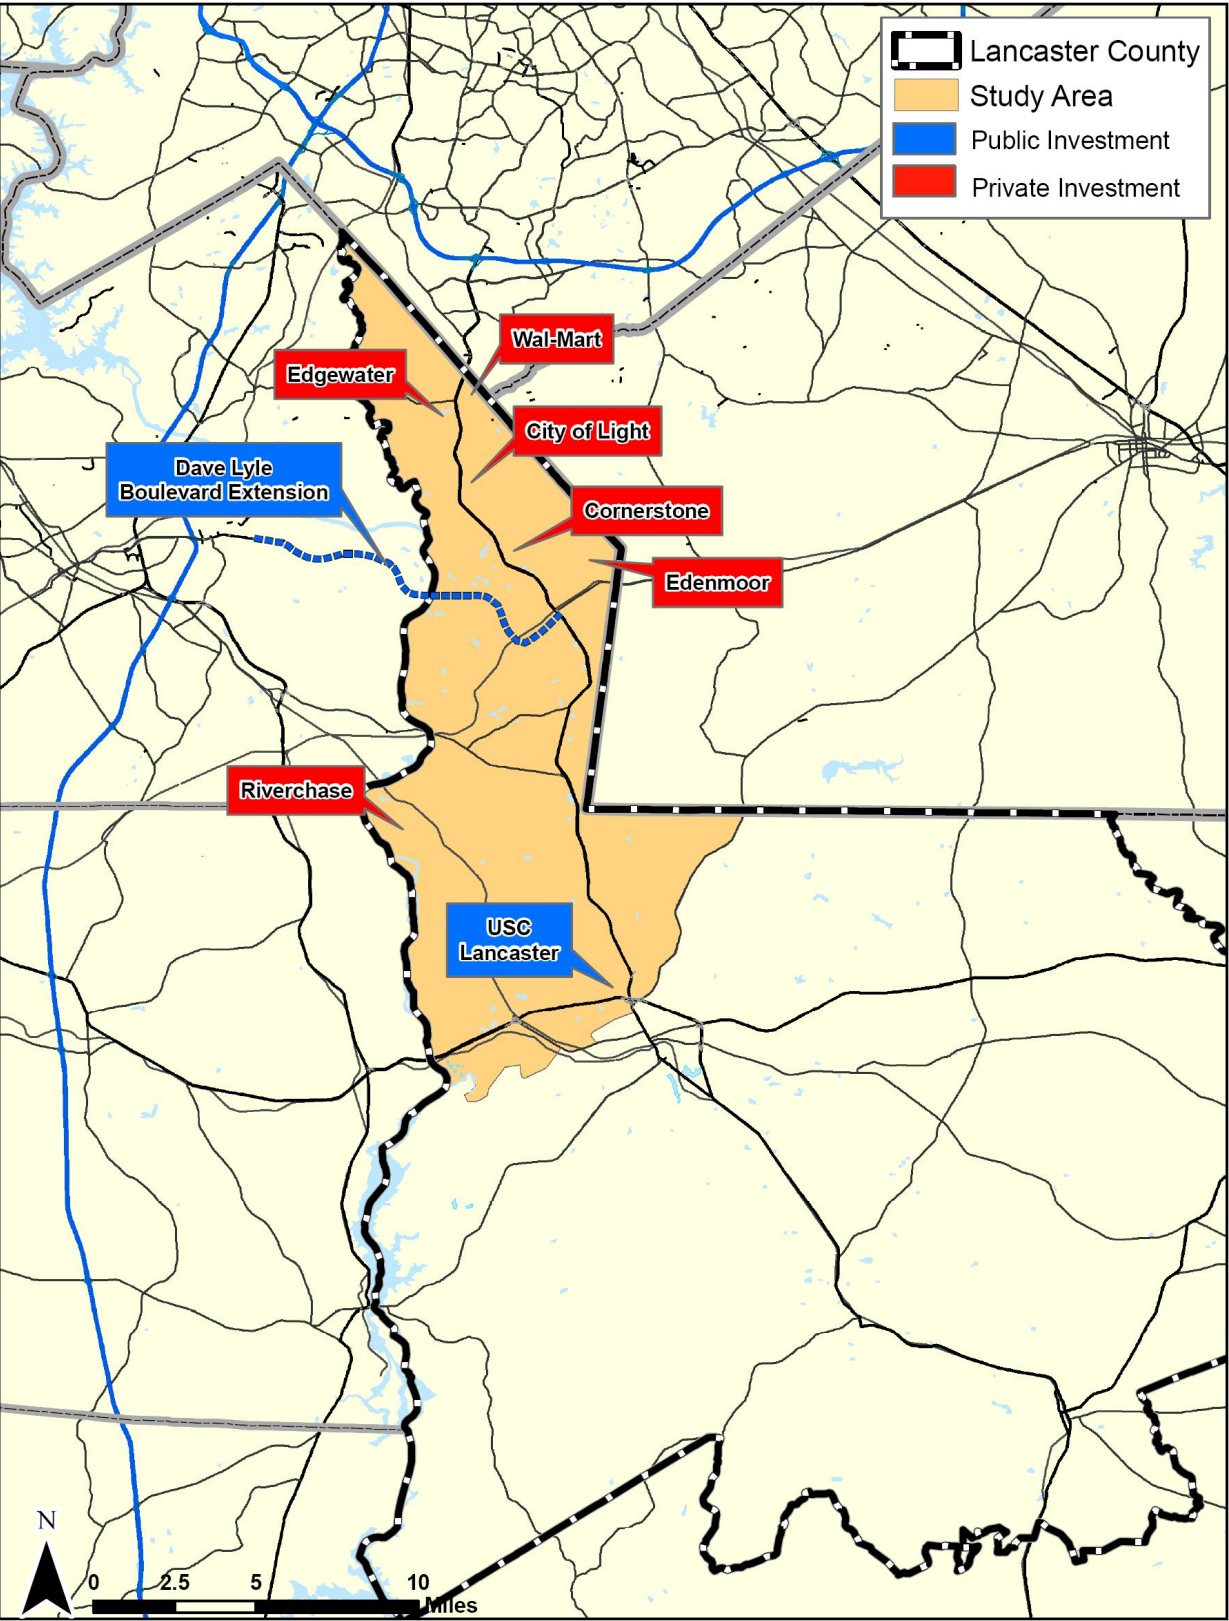 Lancaster County
Study Area
Public Investment
Private Investment
Wal-Mart
Edgewater
City of Light
Dave Lyle
Boulevard Extension
Cornerstone
Edenmoor
Riverchase
USC
Lancaster
N
0 2.5 5 10
Miles